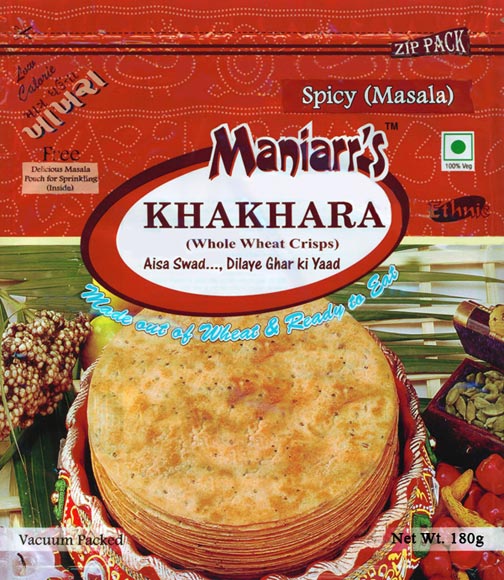 ZIP PACK
Low
Calorie
ખાખરા
Spicy (Masala)
Free
Delicious Masala
Pouch for Sprinkling
(Inside)
Maniarr's™
100% Veg
KHAKHARA
(Whole Wheat Crisps)
Aisa Swad..., Dilaye Ghar ki Yaad
Ethnic
Made out of Wheat & Ready to Eat
Vacuum Packed
Net Wt. 180g